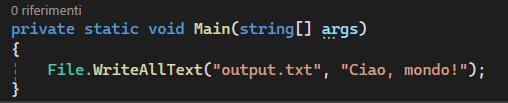 0 riferimenti
private static void Main(string[] args)
{
    File.WriteAllText("output.txt", "Ciao, mondo!");
}